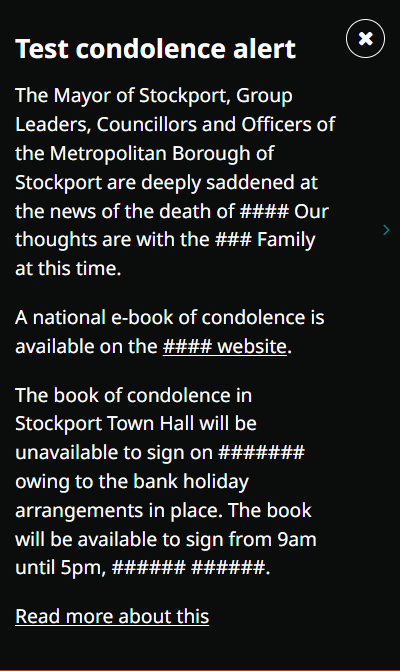 Test condolence alert
The Mayor of Stockport, Group
Leaders, Councillors and Officers of
the Metropolitan Borough of
Stockport are deeply saddened at
the news of the death of #### Our
thoughts are with the ### Family
at this time.
A national e-book of condolence is
available on the #### website.
The book of condolence in
Stockport Town Hall will be
unavailable to sign on #######
owing to the bank holiday
arrangements in place. The book
will be available to sign from 9am
until 5pm, ###### ######.
Read more about this